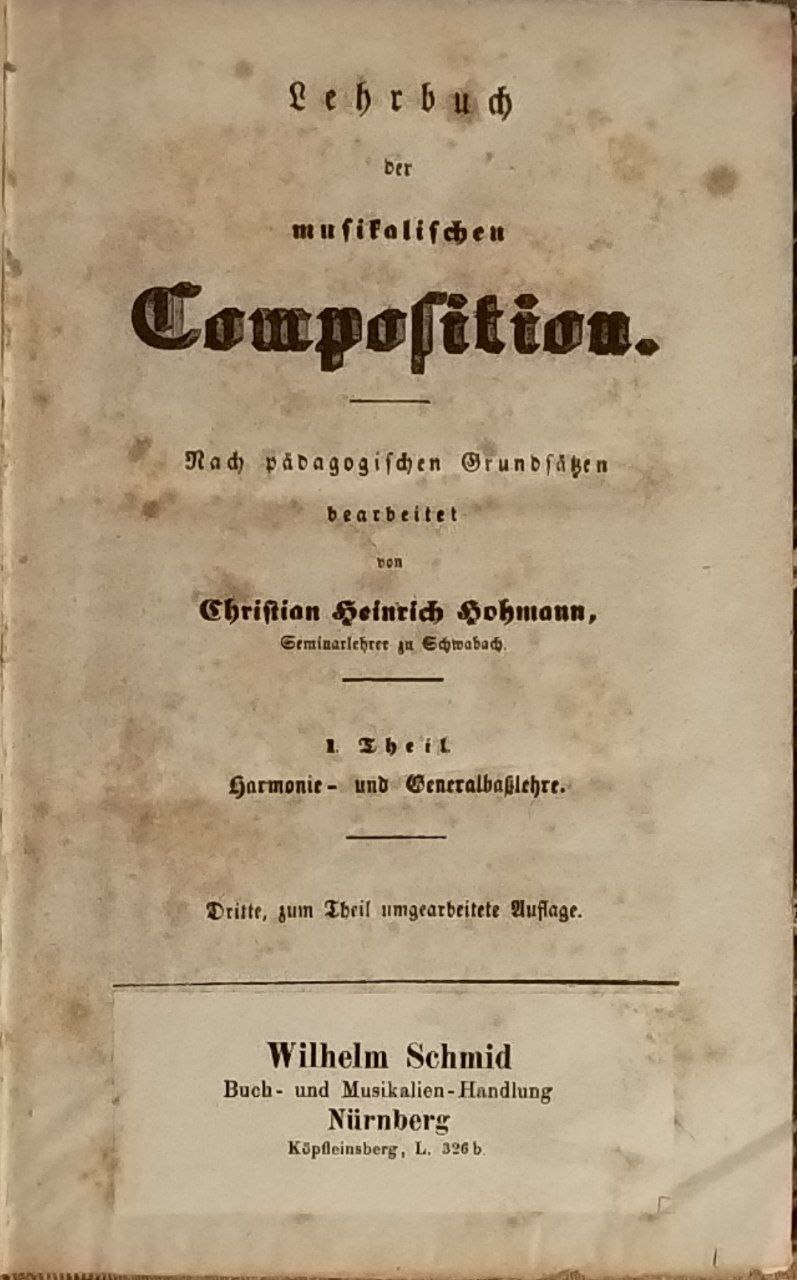 Lehrbuch
der
musikalischen
Composition.
Nach pädagogischen Grundsätzen
bearbeitet
von
Christian Heinrich Hohmann,
Seminarlehrer zu Schwabach.
I. Theil.
Harmonie- und Generalbaßlehre.
Dritte, zum Theil umgearbeitete Auflage.
Wilhelm Schmid
Buch- und Musikalien-Handlung
Nürnberg
Köpfleinsberg, L. 326 b.